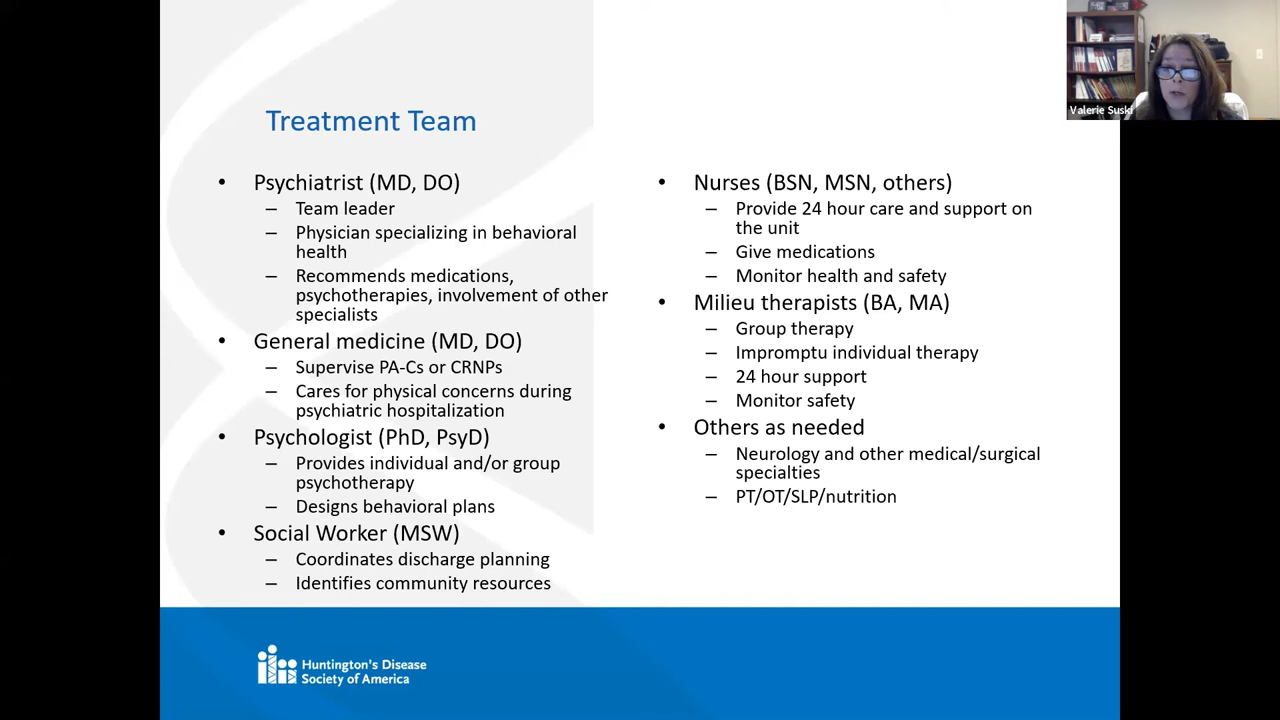 Treatment Team
• Psychiatrist (MD, DO)
– Team leader
– Physician specializing in behavioral
health
– Recommends medications,
psychotherapies, involvement of other
specialists
• General medicine (MD, DO)
– Supervise PA-Cs or CRNPs
– Cares for physical concerns during
psychiatric hospitalization
• Psychologist (PhD, PsyD)
– Provides individual and/or group
psychotherapy
– Designs behavioral plans
• Social Worker (MSW)
– Coordinates discharge planning
– Identifies community resources
• Nurses (BSN, MSN, others)
– Provide 24 hour care and support on
the unit
– Give medications
– Monitor health and safety
• Milieu therapists (BA, MA)
– Group therapy
– Impromptu individual therapy
– 24 hour support
– Monitor safety
• Others as needed
– Neurology and other medical/surgical
specialties
– PT/OT/SLP/nutrition
Valerie Suski
Huntington's Disease
Society of America